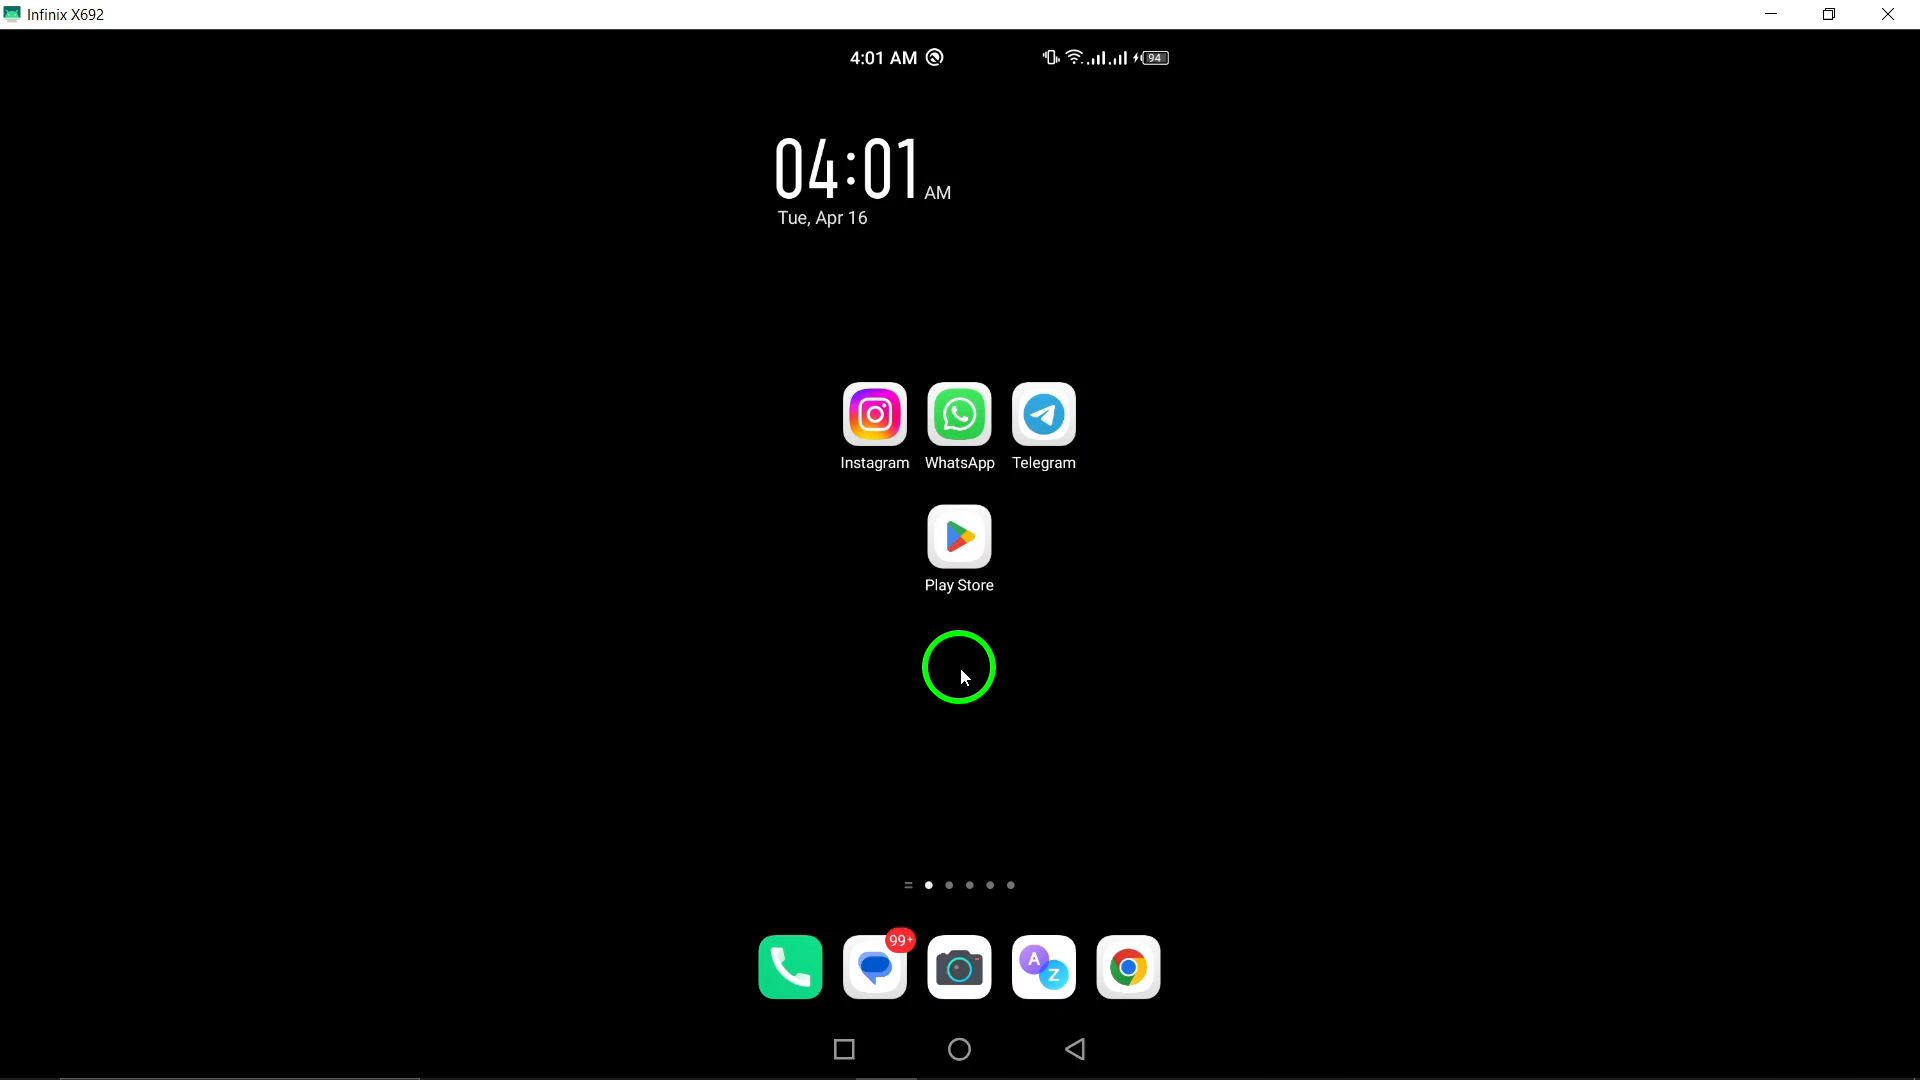 Infinix X692
4:01 AM
94
04:01 AM
Tue, Apr 16
Instagram WhatsApp Telegram
Play Store
99+
A
Z